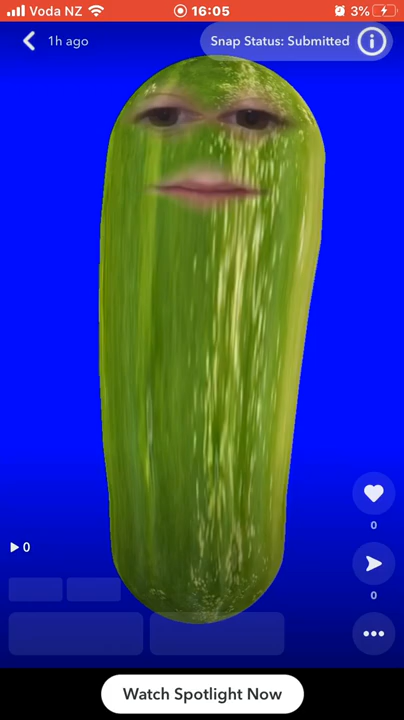 Voda NZ 16:05 3%
1h ago Snap Status: Submitted
0
0
0
Watch Spotlight Now